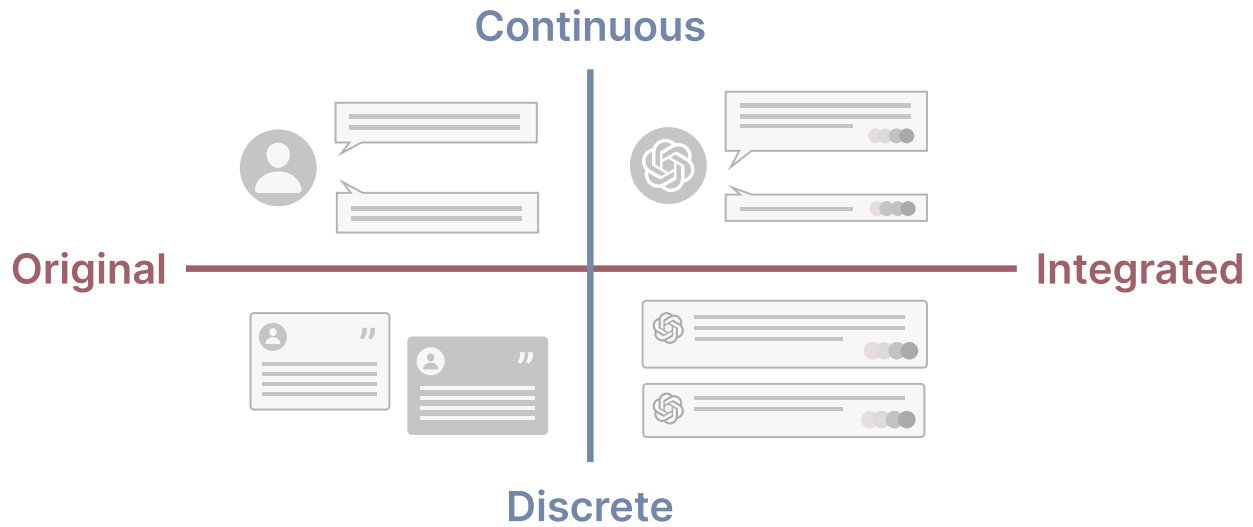 Continuous
Original
Integrated
”
”
Discrete